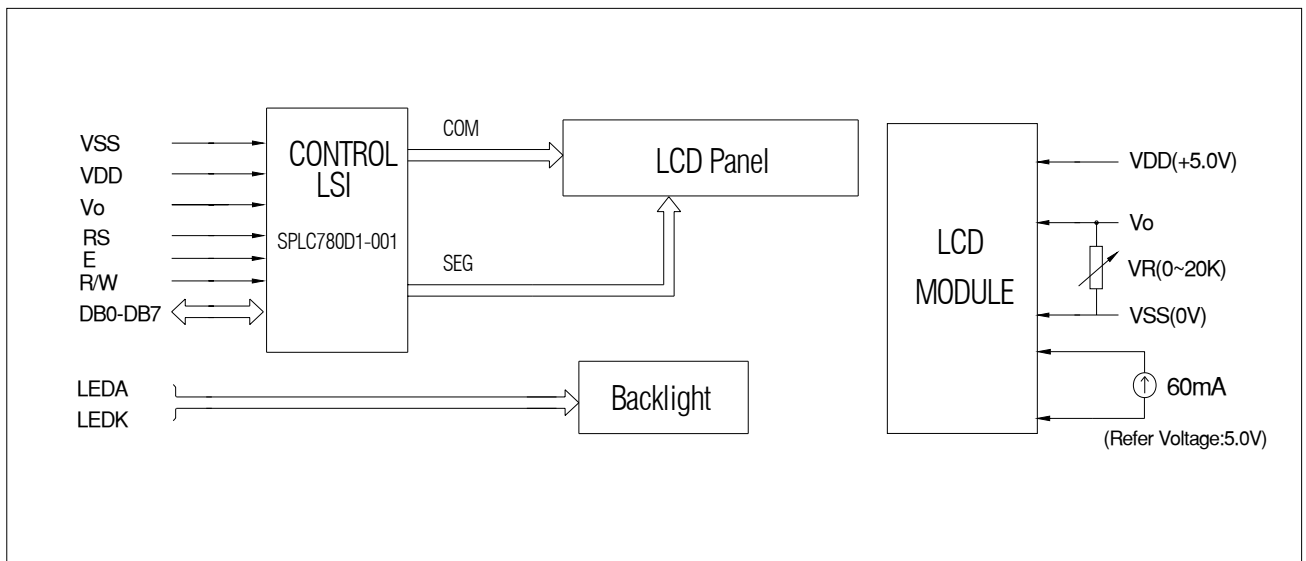 VSS
VDD
Vo
RS
E
R/W
DB0-DB7
CONTROL
LSI
SPLC780D1-001
COM
SEG
LCD Panel
LEDA
LEDK
Backlight
LCD
MODULE
VDD(+5.0V)
Vo
VR(0~20K)
VSS(0V)
60mA
(Refer Voltage:5.0V)